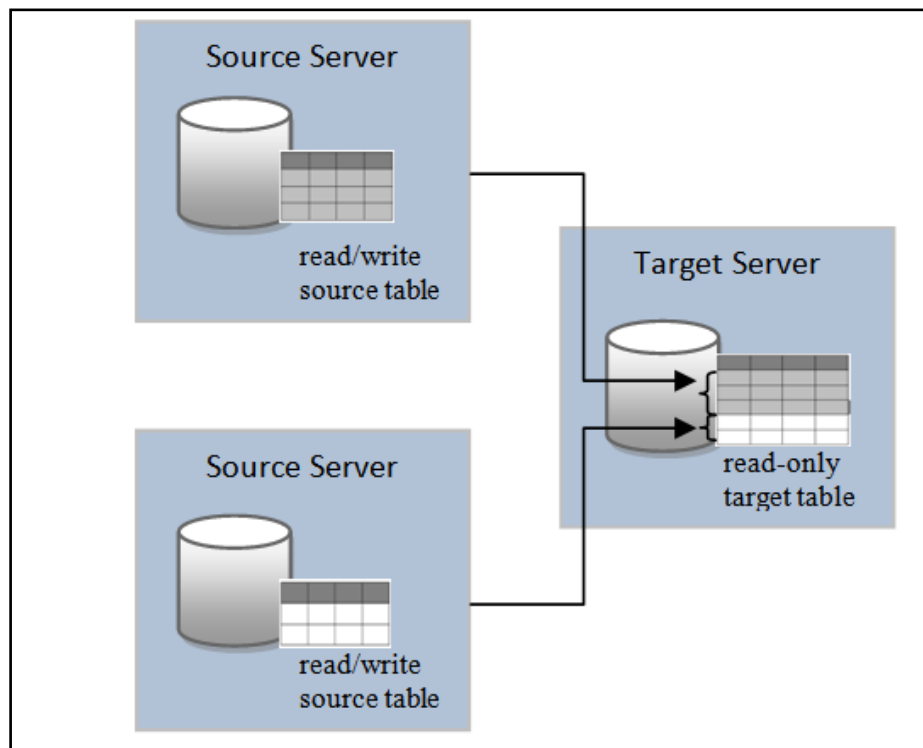 Source Server
read/write
source table
Target Server
read-only
target table
Source Server
read/write
source table